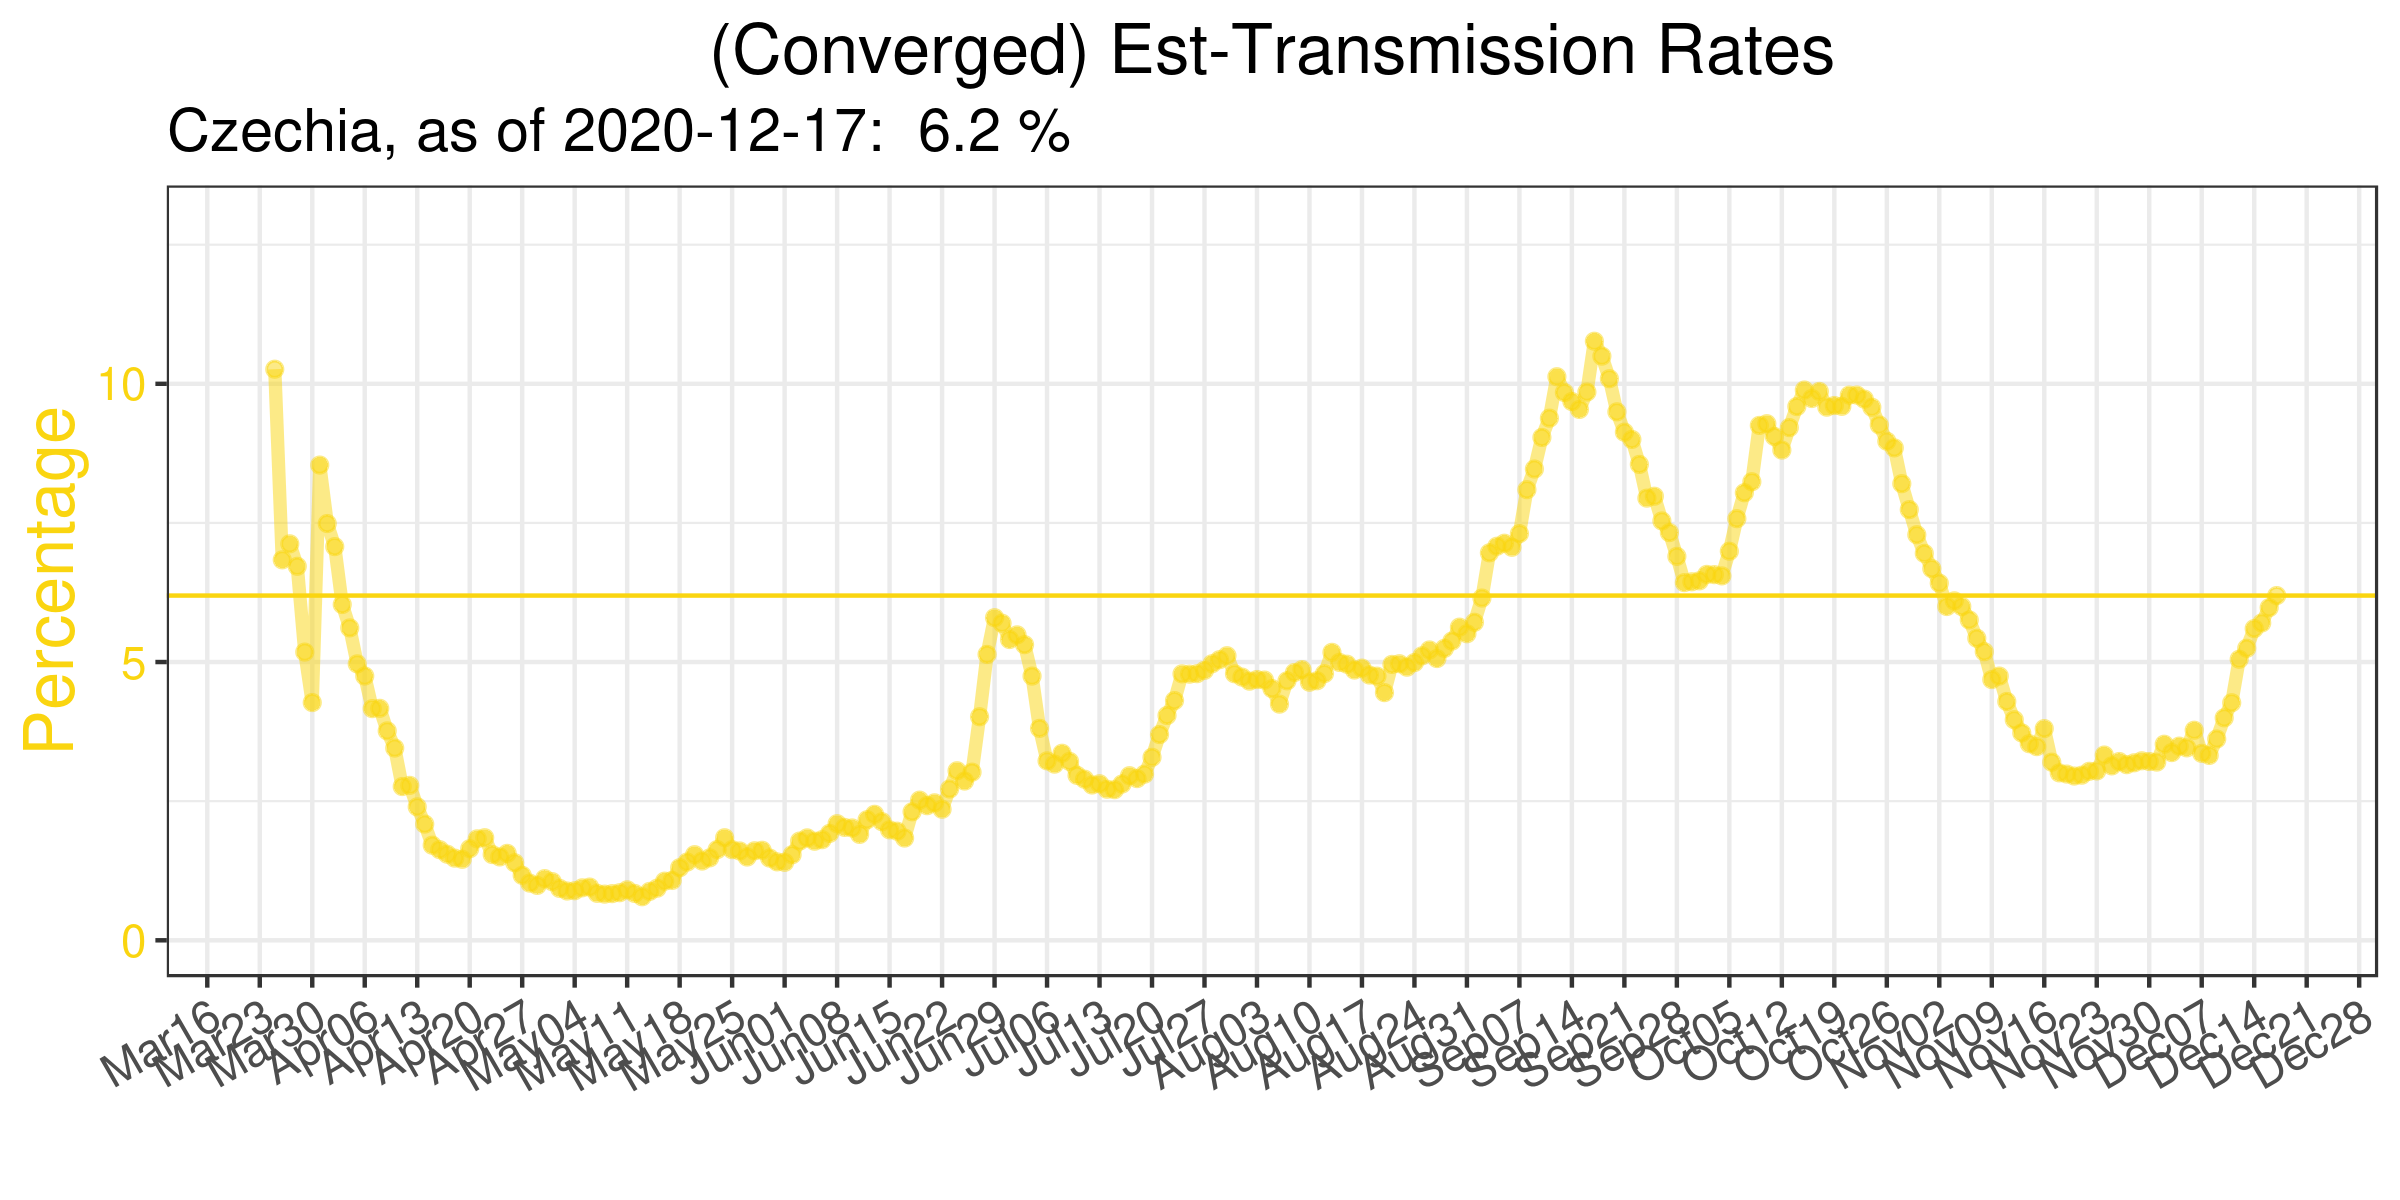 (Converged) Est-Transmission Rates
Czechia, as of 2020-12-17:  6.2 %
Percentage
10
5
0
Mar16
Mar23
Mar30
Apr06
Apr13
Apr20
Apr27
May04
May11
May18
May25
Jun01
Jun08
Jun15
Jun22
Jun29
Jul06
Jul13
Jul20
Jul27
Aug03
Aug10
Aug17
Aug24
Aug31
Sep07
Sep14
Sep21
Sep28
Oct05
Oct12
Oct19
Oct26
Nov02
Nov09
Nov16
Nov23
Nov30
Dec07
Dec14
Dec21
Dec28